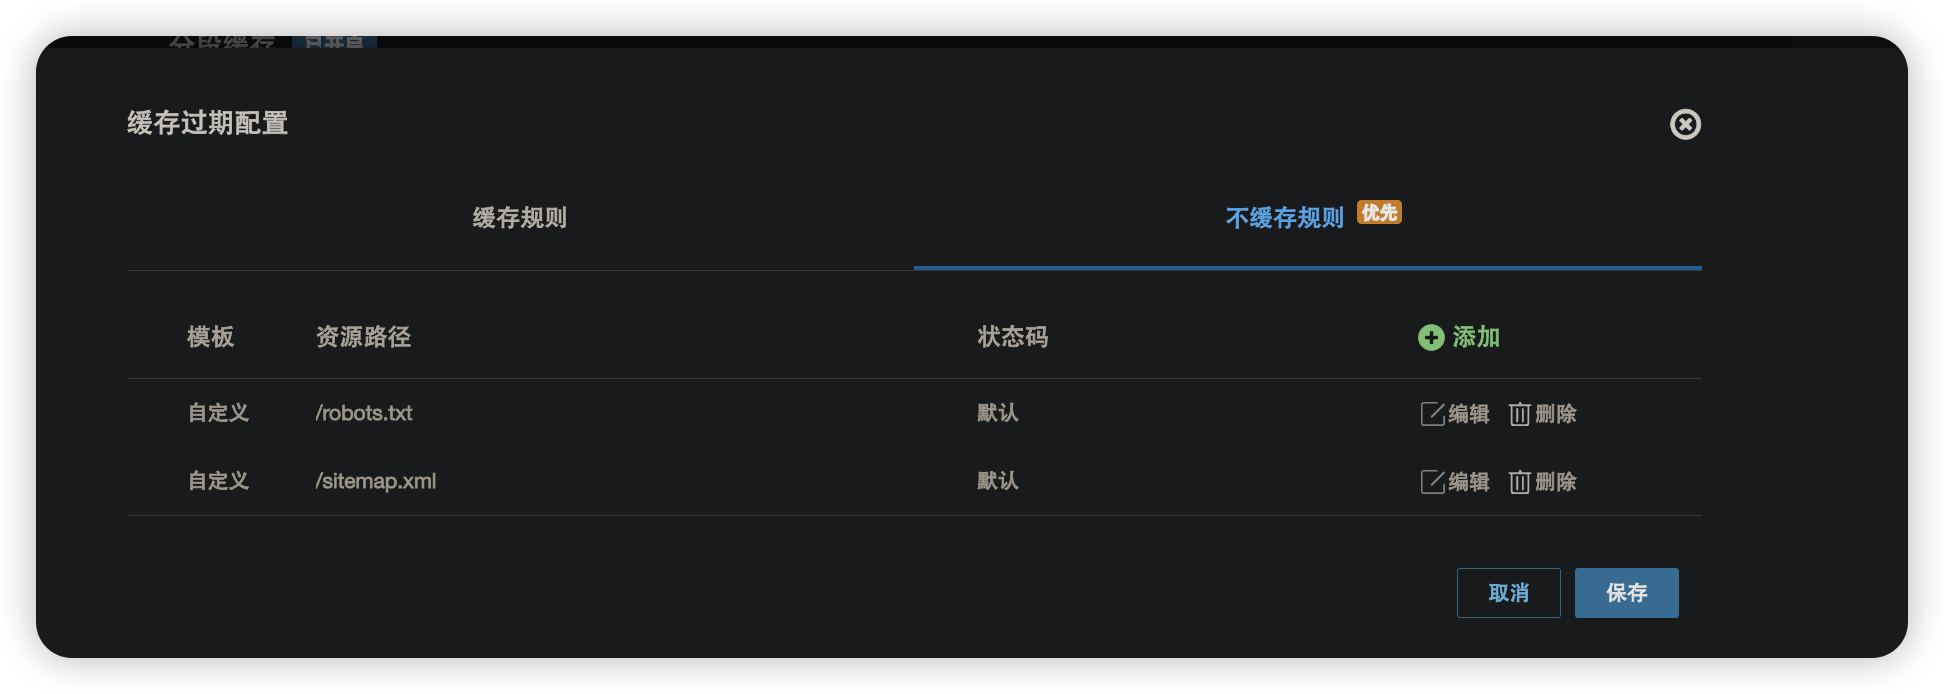 缓存过期配置
缓存规则
不缓存规则 优先
模板 资源路径 状态码 添加
自定义 /robots.txt 默认 编辑 删除
自定义 /sitemap.xml 默认 编辑 删除
取消 保存